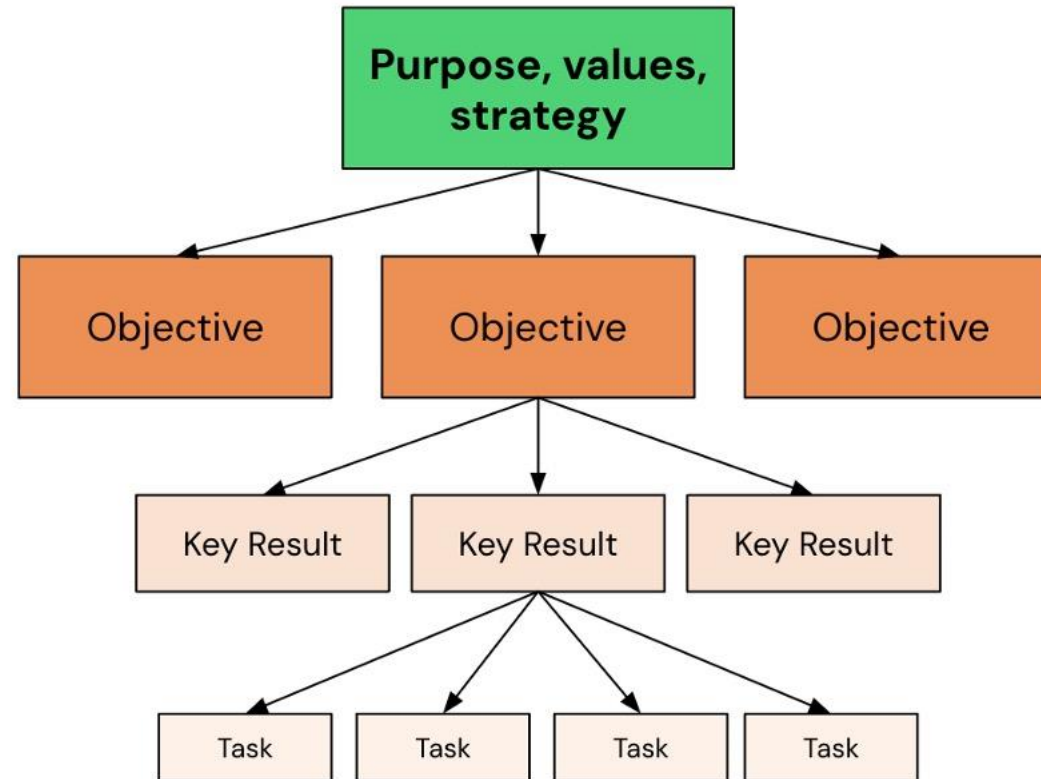 Purpose, values,
strategy
Objective
Objective
Objective
Key Result
Key Result
Key Result
Task
Task
Task
Task